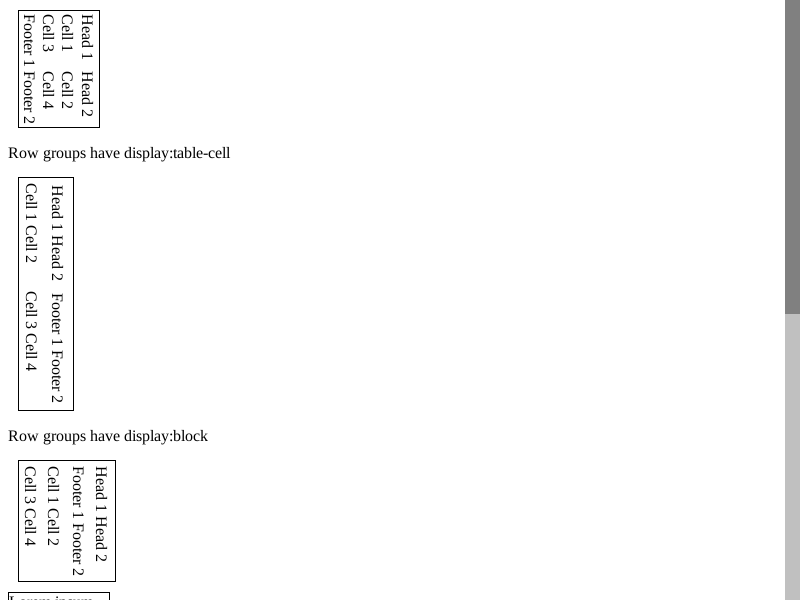 Head 1 Head 2
Cell 1 Cell 2
Cell 3 Cell 4
Footer 1 Footer 2
Row groups have display:table-cell
Head 1 Head 2 Footer 1 Footer 2
Cell 1 Cell 2 Cell 3 Cell 4
Row groups have display:block
Head 1 Head 2
Footer 1 Footer 2
Cell 1 Cell 2
Cell 3 Cell 4
Lorem ipsum